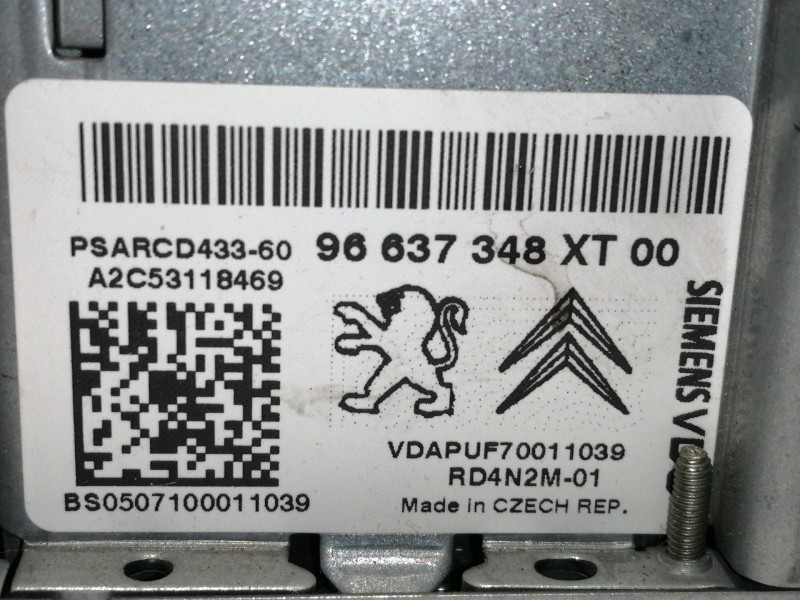 PSARCD433-60 96 637 348 XT 00
A2C53118469
SIEMENS
VDAPUF70011039
RD4N2M-01
BS0507100011039
Made in CZECH REP.